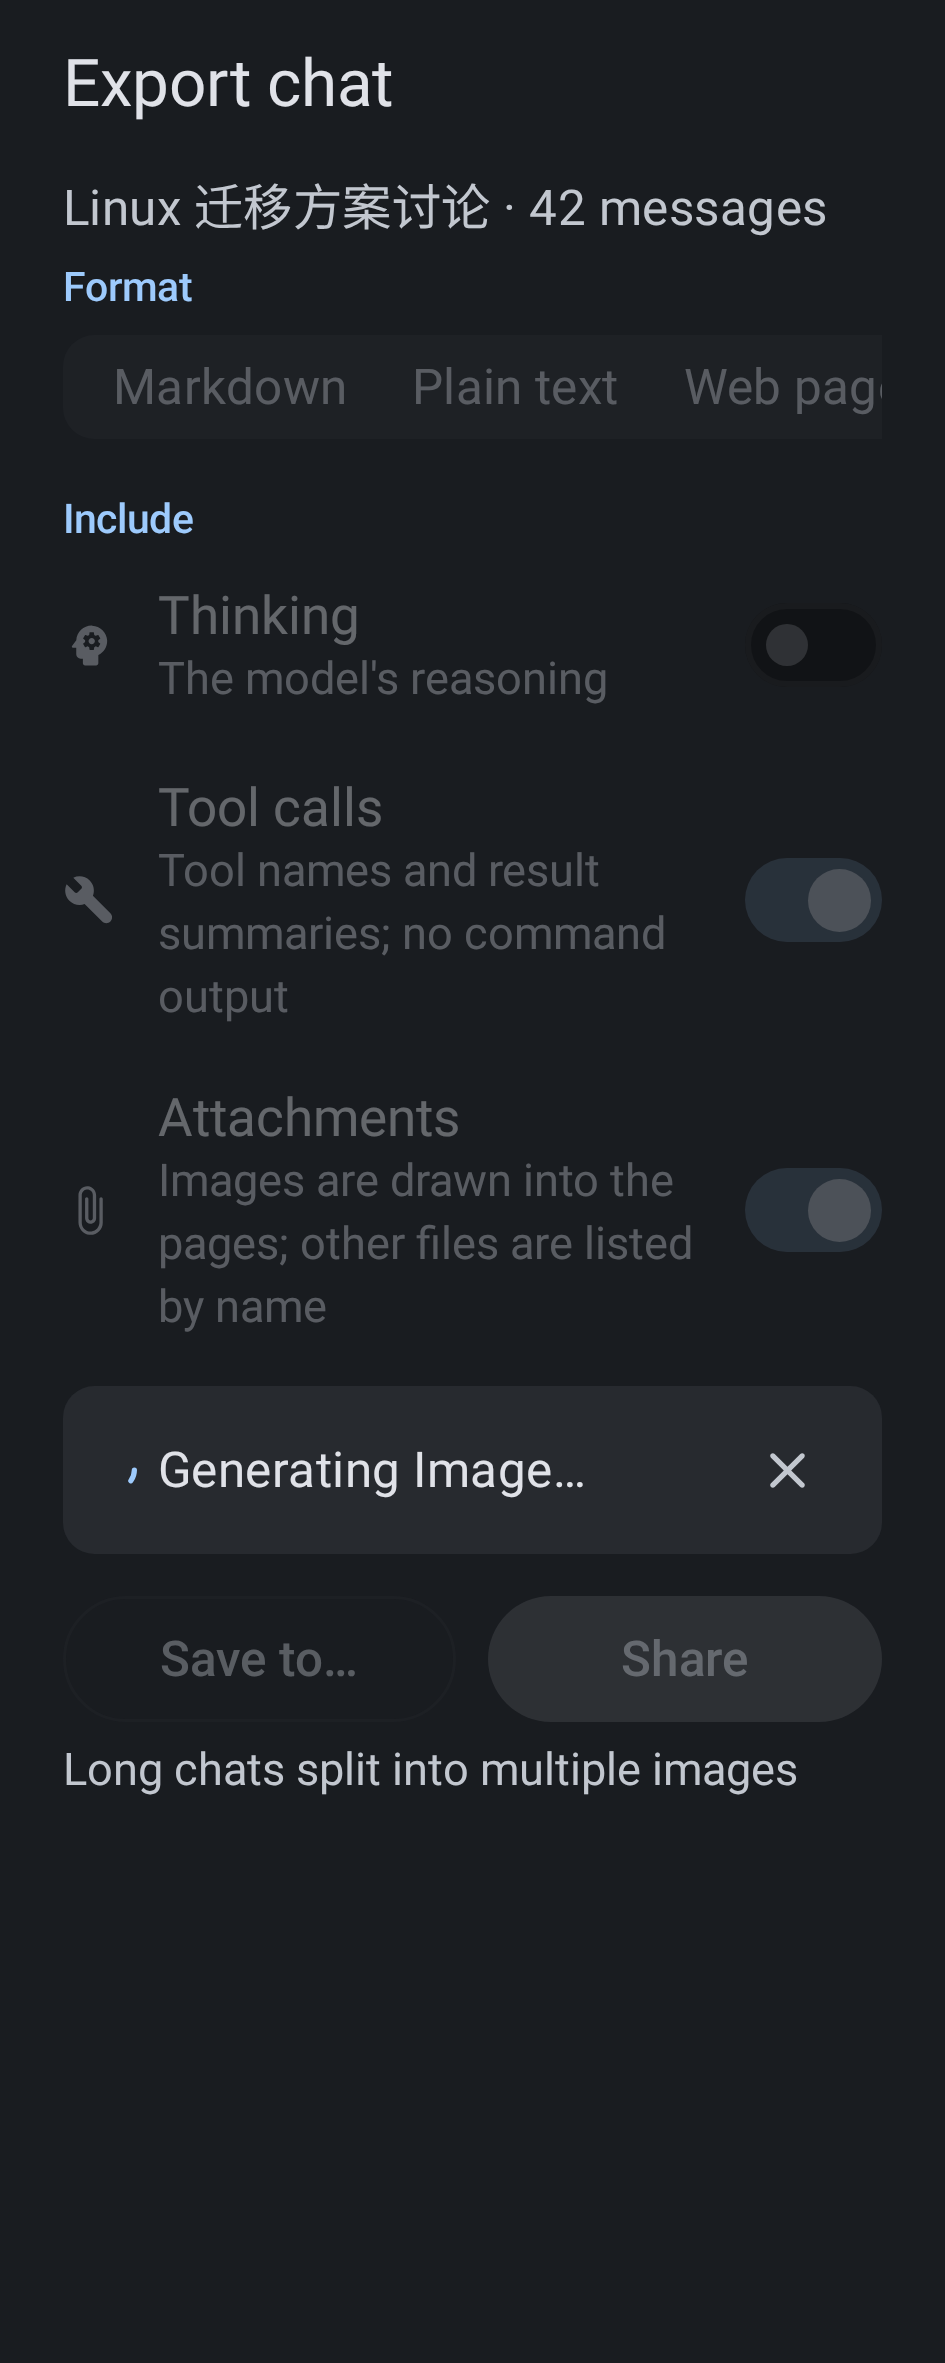 Export chat
Linux 迁移方案讨论 · 42 messages
Format
Markdown Plain text Web page
Include
Thinking
The model's reasoning
Tool calls
Tool names and result
summaries; no command
output
Attachments
Images are drawn into the
pages; other files are listed
by name
Generating Image…
Save to… Share
Long chats split into multiple images